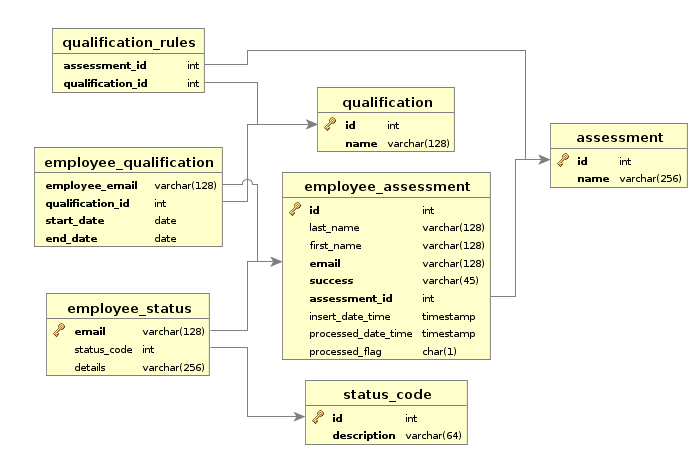 qualification_rules
assessment_id int
qualification_id int
qualification
id int
name varchar(128)
assessment
id int
name varchar(256)
employee_qualification
employee_email varchar(128)
qualification_id int
start_date date
end_date date
employee_assessment
id int
last_name varchar(128)
first_name varchar(128)
email varchar(128)
success varchar(45)
assessment_id int
insert_date_time timestamp
processed_date_time timestamp
processed_flag char(1)
employee_status
email varchar(128)
status_code int
details varchar(256)
status_code
id int
description varchar(64)